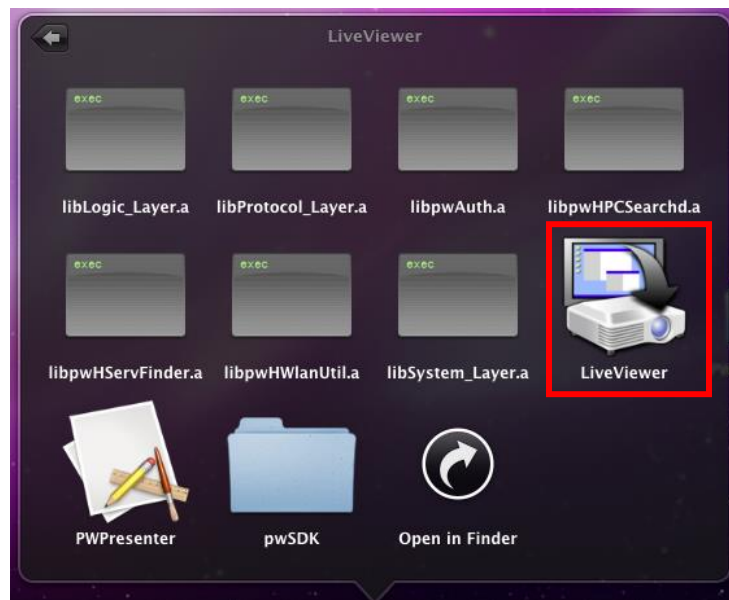 LiveViewer
exec exec exec exec
libLogic_Layer.a libProtocol_Layer.a libpwAuth.a libpwHPCSearchd.a
exec exec exec
libpwHServFinder.a libpwHWlanUtil.a libSystem_Layer.a LiveViewer
PWPresenter pwSDK Open in Finder